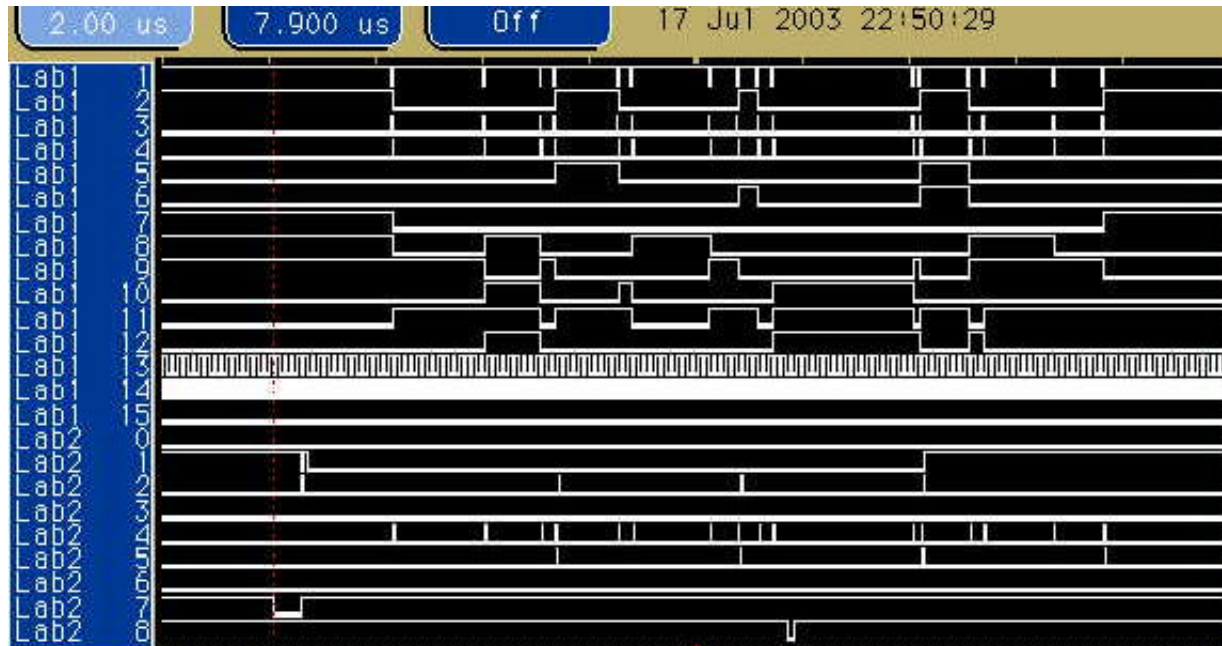 2.00 us 7.900 us Off 17 Jul 2003 22:50:29
Lab1 1
Lab1 2
Lab1 3
Lab1 4
Lab1 5
Lab1 6
Lab1 7
Lab1 8
Lab1 9
Lab1 10
Lab1 11
Lab1 12
Lab1 13
Lab1 14
Lab1 15
Lab2 0
Lab2 1
Lab2 2
Lab2 3
Lab2 4
Lab2 5
Lab2 6
Lab2 7
Lab2 8